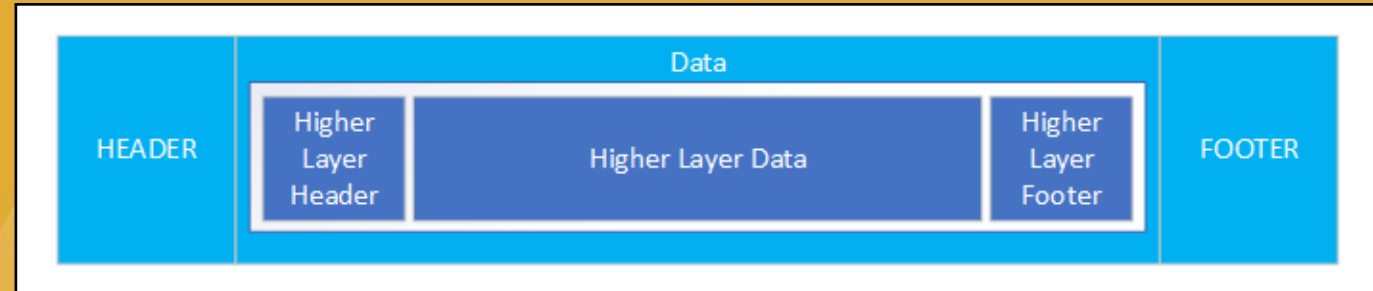 Data
HEADER
Higher
Layer
Header
Higher Layer Data
Higher
Layer
Footer
FOOTER